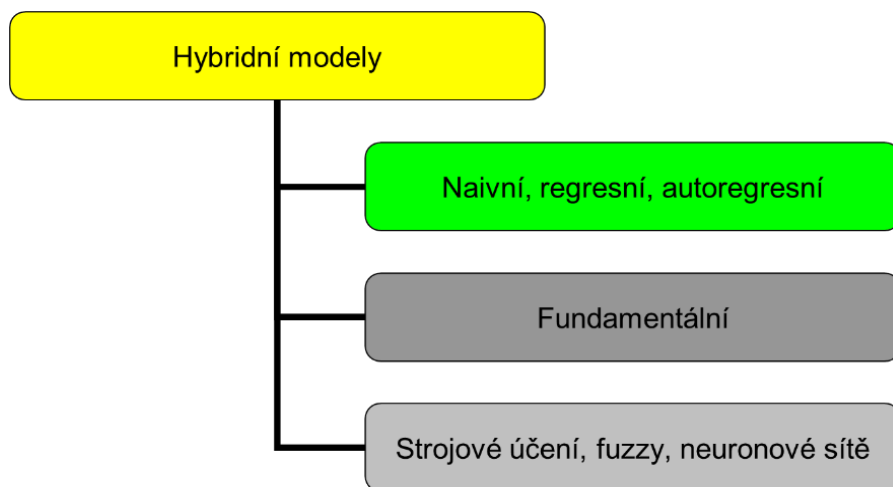 Hybridní modely
Naivní, regresní, autoregresní
Fundamentální
Strojové účení, fuzzy, neuronové sítě